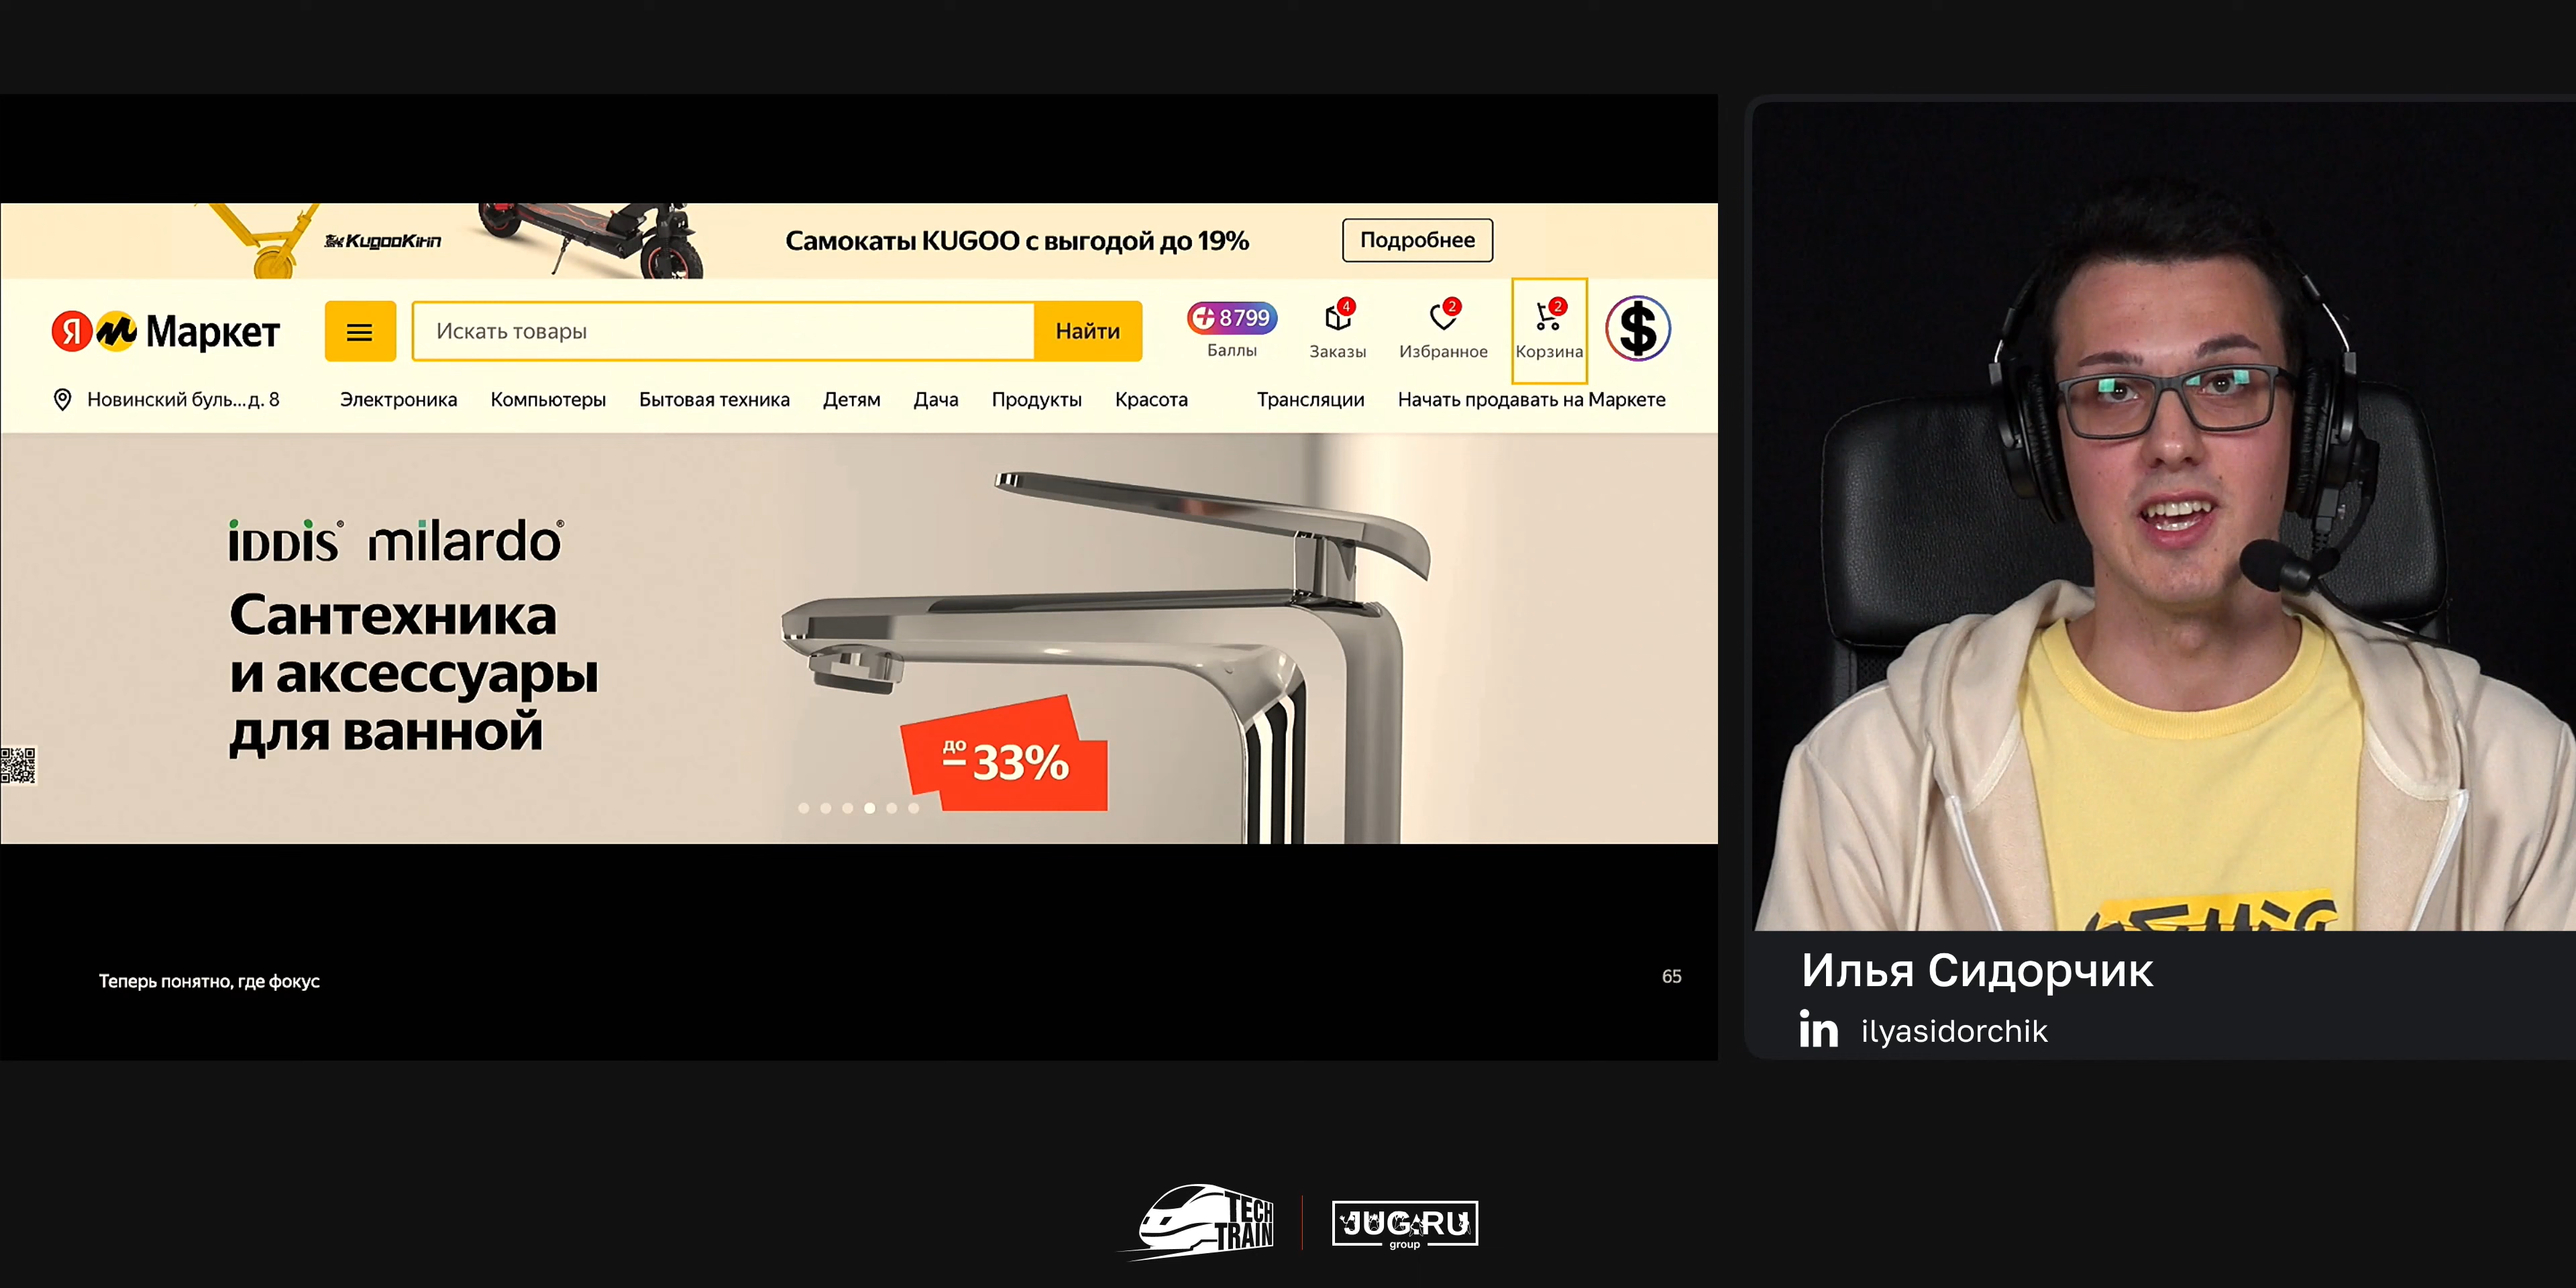 KugooKirin
Самокаты KUGOO с выгодой до 19%
Подробнее
Я М Маркет
Искать товары
Найти
8799
Баллы
4
Заказы
2
Избранное
2
Корзина
$
Новинский буль...д. 8
Электроника
Компьютеры
Бытовая техника
Детям
Дача
Продукты
Красота
Трансляции
Начать продавать на Маркете
iDDiS® milardo®
Сантехника
и аксессуары
для ванной
до
–33%
Теперь понятно, где фокус
65
Илья Сидорчик
in ilyasidorchik
TECH
TRAIN
JUG.RU
group